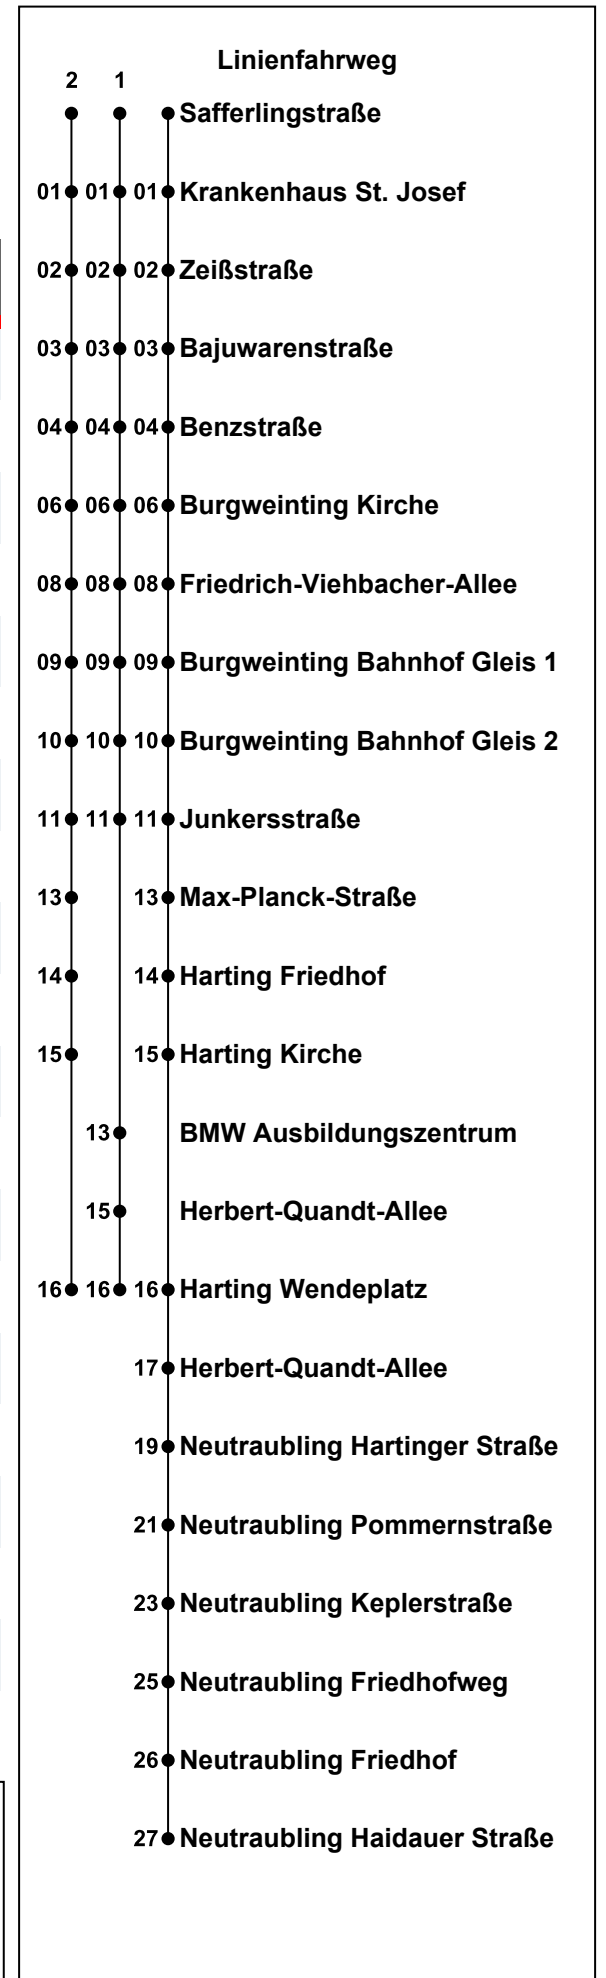 Linienfahrweg
2 1
Safferlingstraße
01 01 01 Krankenhaus St. Josef
02 02 02 Zeißstraße
03 03 03 Bajuwarenstraße
04 04 04 Benzstraße
06 06 06 Burgweinting Kirche
08 08 08 Friedrich-Viehbacher-Allee
09 09 09 Burgweinting Bahnhof Gleis 1
10 10 10 Burgweinting Bahnhof Gleis 2
11 11 11 Junkersstraße
13 13 Max-Planck-Straße
14 14 Harting Friedhof
15 15 Harting Kirche
13 BMW Ausbildungszentrum
15 Herbert-Quandt-Allee
16 16 16 Harting Wendeplatz
17 Herbert-Quandt-Allee
19 Neutraubling Hartinger Straße
21 Neutraubling Pommernstraße
23 Neutraubling Keplerstraße
25 Neutraubling Friedhofweg
26 Neutraubling Friedhof
27 Neutraubling Haidauer Straße